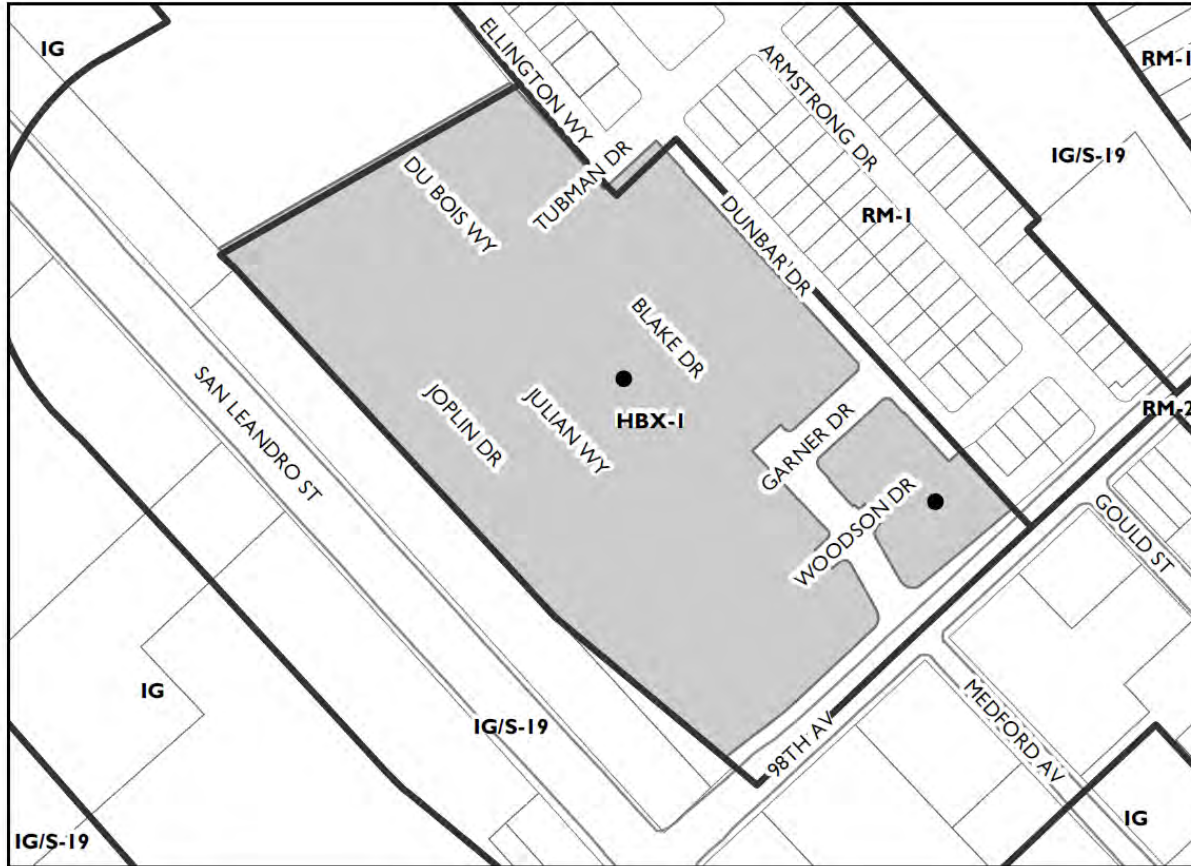 IG
ELLINGTON WY
ARMSTRONG DR
RM-1
IG/S-19
DU BOIS WY
TUBMAN DR
DUNBAR DR
RM-1
BLAKE DR
SAN LEANDRO ST
JOPLIN DR
JULIAN WY
HBX-1
GARNER DR
RM-2
WOODSON DR
GOULD ST
IG
IG/S-19
98TH AV
MEDFORD AV
IG
IG/S-19